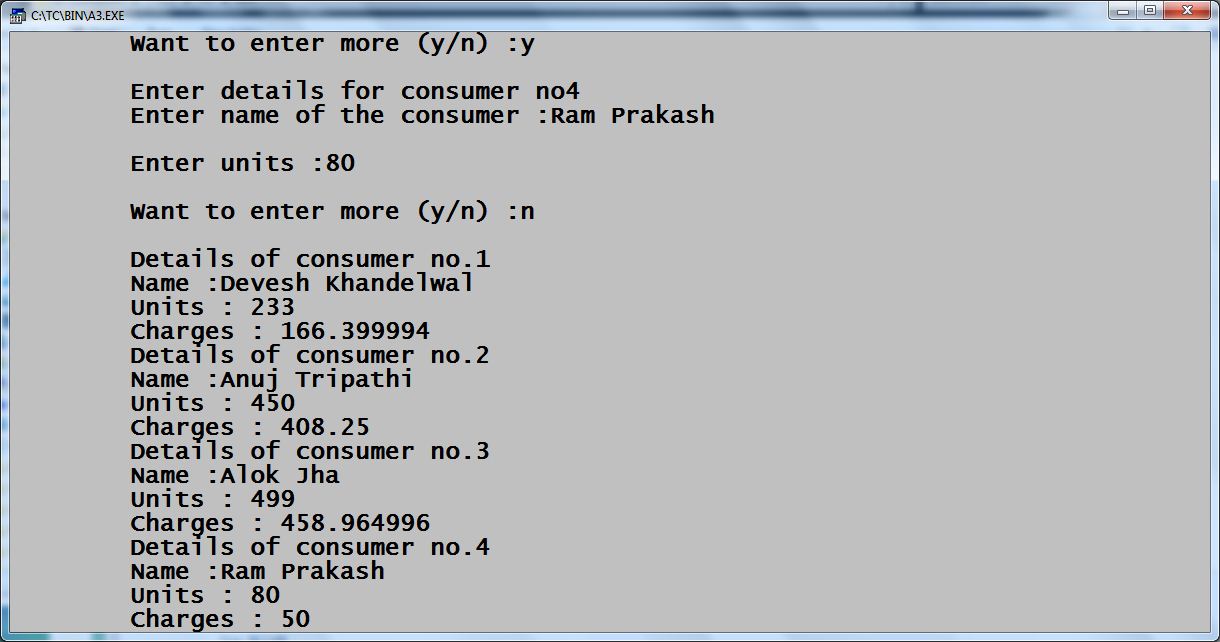 C:\TC\BIN\A3.EXE
Want to enter more (y/n) :y
Enter details for consumer no4
Enter name of the consumer :Ram Prakash
Enter units :80
Want to enter more (y/n) :n
Details of consumer no.1
Name :Devesh Khandelwal
Units : 233
Charges : 166.399994
Details of consumer no.2
Name :Anuj Tripathi
Units : 450
Charges : 408.25
Details of consumer no.3
Name :Alok Jha
Units : 499
Charges : 458.964996
Details of consumer no.4
Name :Ram Prakash
Units : 80
Charges : 50